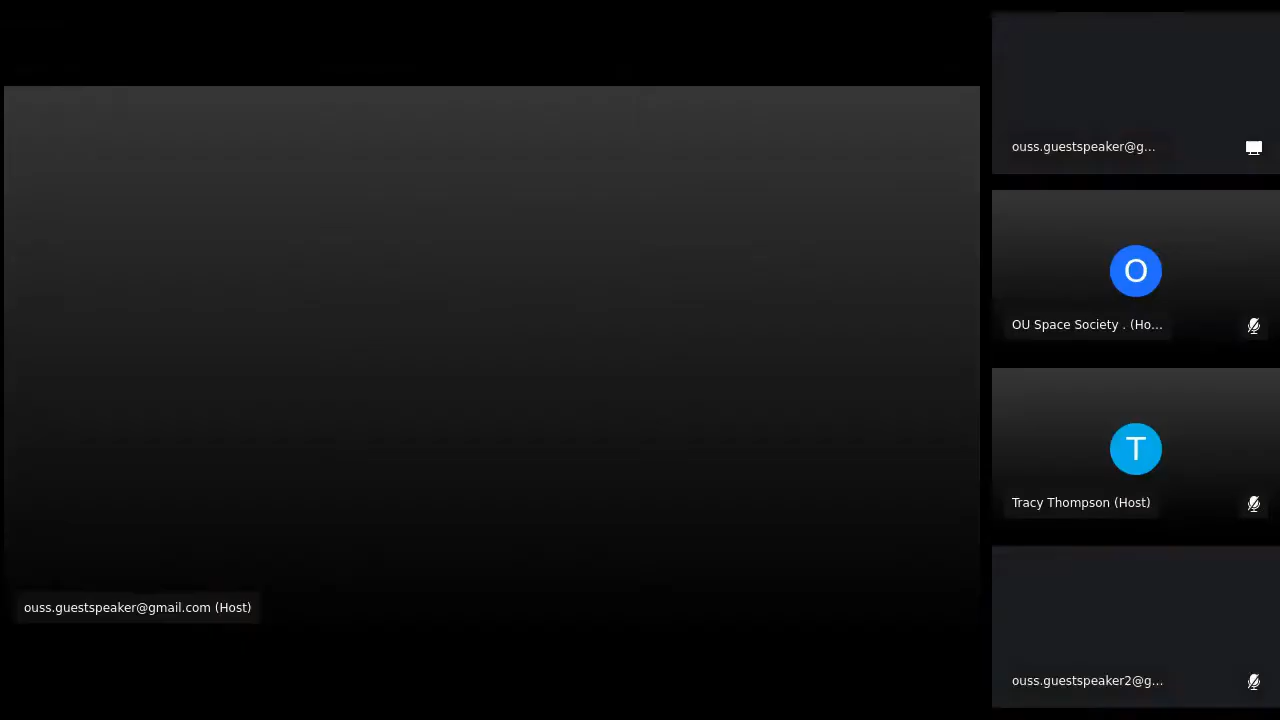 ouss.guestspeaker@g...
O
OU Space Society . (Ho...
T
Tracy Thompson (Host)
ouss.guestspeaker@gmail.com (Host)
ouss.guestspeaker2@g...